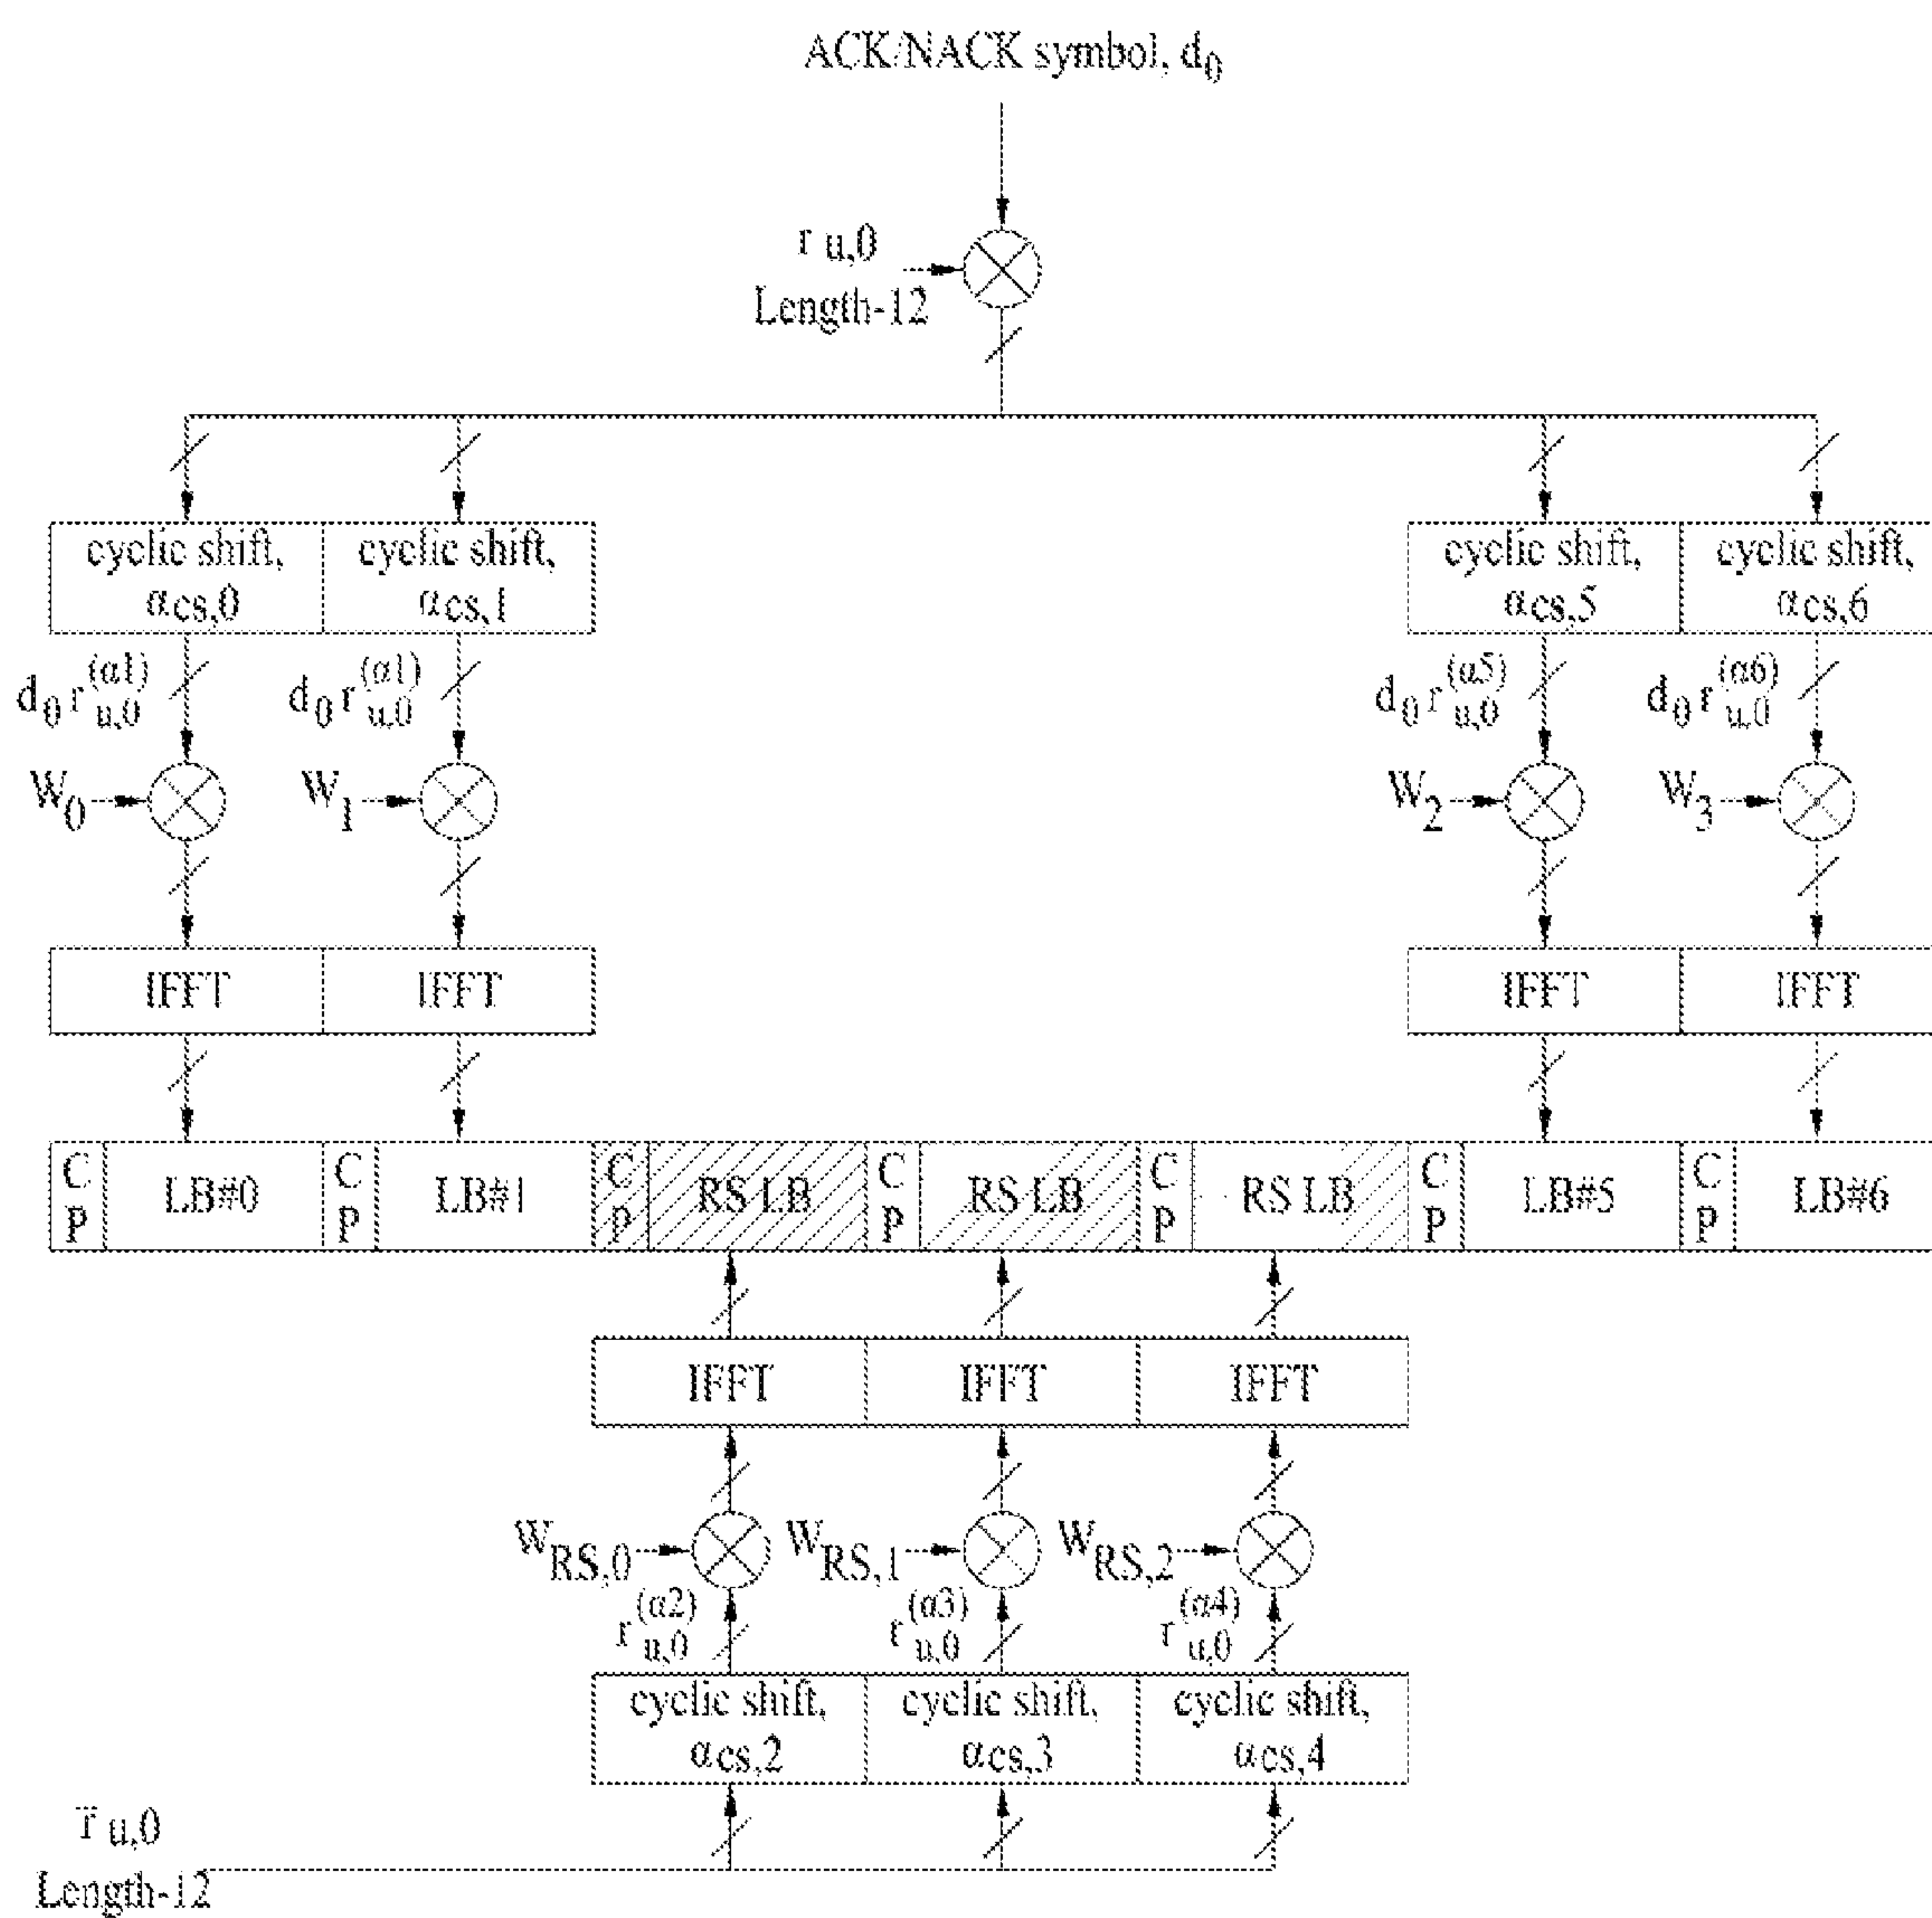 ACK/NACK symbol, d0
r u,0
Length-12
cyclic shift, αcs,0
cyclic shift, αcs,1
cyclic shift, αcs,5
cyclic shift, αcs,6
d0 r u,0 (α1)
d0 r u,0 (α1)
d0 r u,0 (α5)
d0 r u,0 (α6)
W0
W1
W2
W3
IFFT
IFFT
IFFT
IFFT
CP
LB#0
CP
LB#1
CP
RS LB
CP
RS LB
CP
RS LB
CP
LB#5
CP
LB#6
IFFT
IFFT
IFFT
WRS,0
WRS,1
WRS,2
r u,0 (α2)
r u,0 (α3)
r u,0 (α4)
cyclic shift, αcs,2
cyclic shift, αcs,3
cyclic shift, αcs,4
r̄ u,0
Length-12